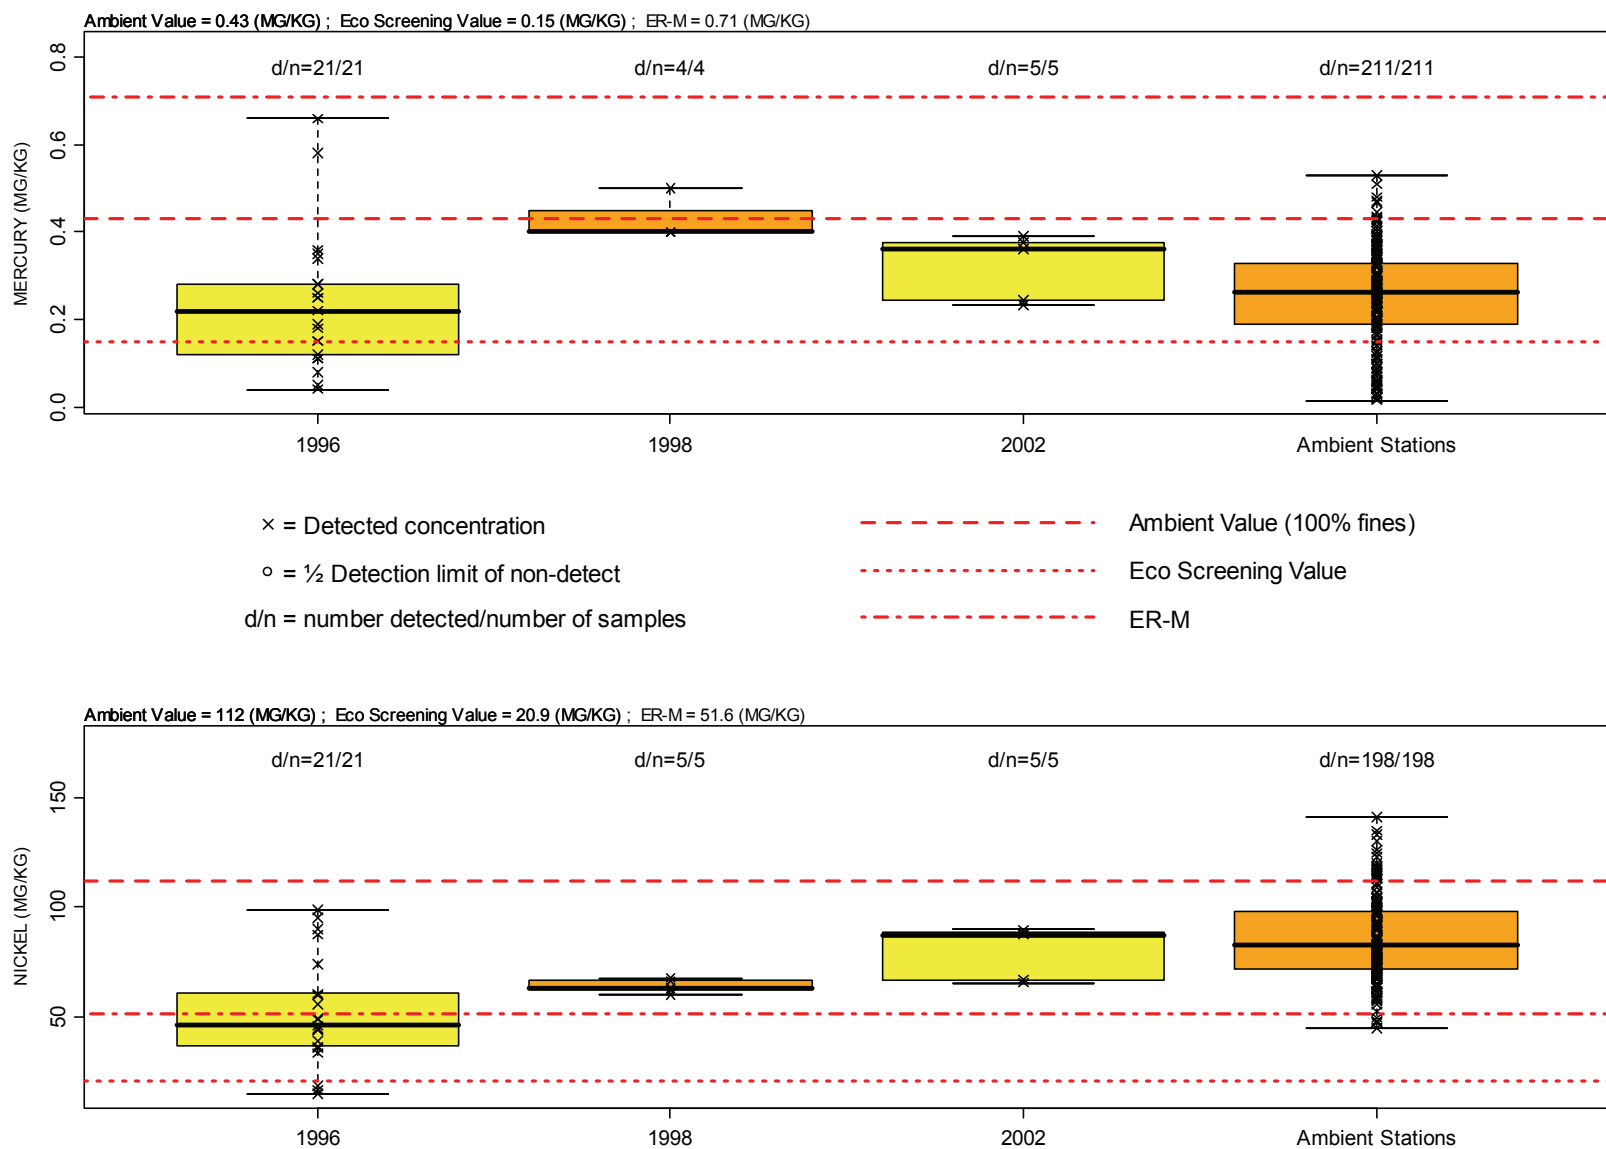 Ambient Value = 0.43 (MG/KG) ; Eco Screening Value = 0.15 (MG/KG) ; ER-M = 0.71 (MG/KG)
d/n=21/21 d/n=4/4 d/n=5/5 d/n=211/211
MERCURY (MG/KG)
0.8
0.6
0.4
0.2
0.0
1996 1998 2002 Ambient Stations
× = Detected concentration
○ = ½ Detection limit of non-detect
d/n = number detected/number of samples
Ambient Value (100% fines)
Eco Screening Value
ER-M
Ambient Value = 112 (MG/KG) ; Eco Screening Value = 20.9 (MG/KG) ; ER-M = 51.6 (MG/KG)
d/n=21/21 d/n=5/5 d/n=5/5 d/n=198/198
NICKEL (MG/KG)
150
100
50
1996 1998 2002 Ambient Stations